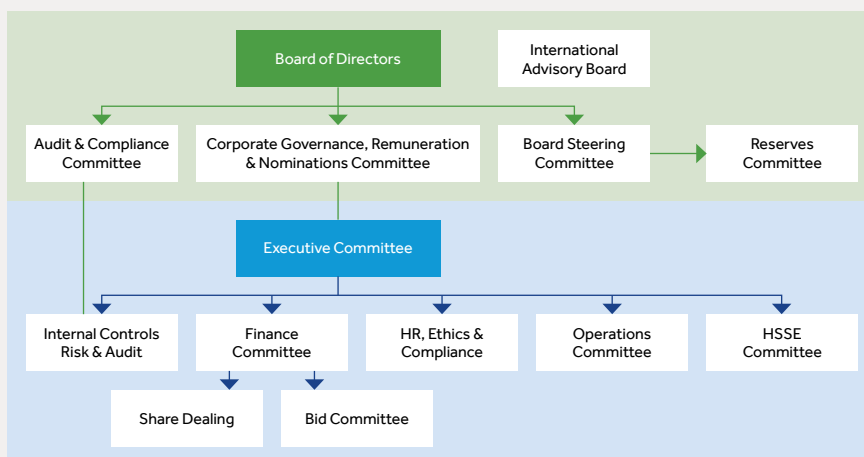 Board of Directors
International
Advisory Board
Audit & Compliance
Committee
Corporate Governance, Remuneration
& Nominations Committee
Board Steering
Committee
Reserves
Committee
Executive Committee
Internal Controls
Risk & Audit
Finance
Committee
HR, Ethics &
Compliance
Operations
Committee
HSSE
Committee
Share Dealing
Bid Committee